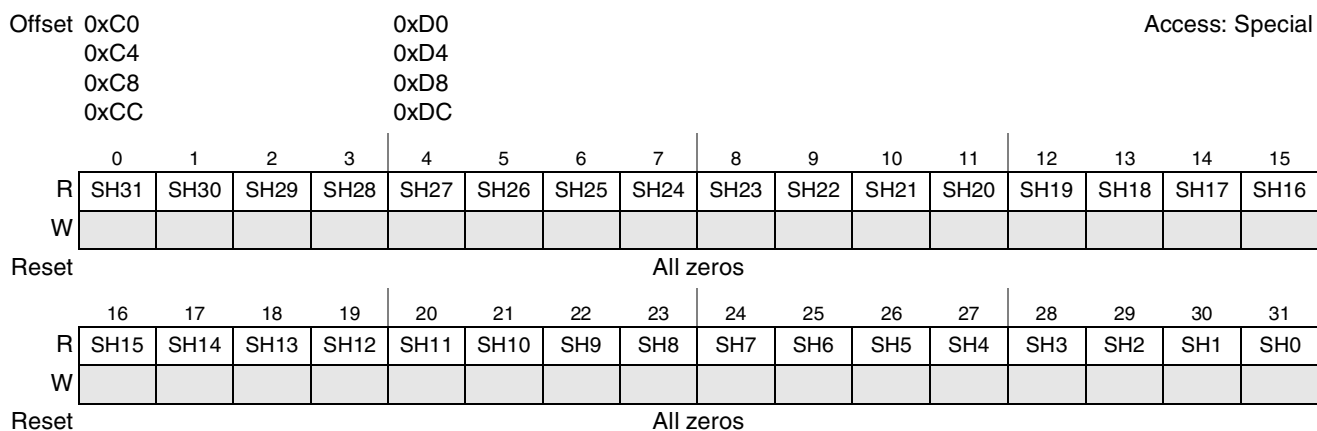 Offset 0xC0 0xD0 Access: Special
0xC4 0xD4
0xC8 0xD8
0xCC 0xDC
0 1 2 3 4 5 6 7 8 9 10 11 12 13 14 15
R SH31 SH30 SH29 SH28 SH27 SH26 SH25 SH24 SH23 SH22 SH21 SH20 SH19 SH18 SH17 SH16
W
Reset All zeros
16 17 18 19 20 21 22 23 24 25 26 27 28 29 30 31
R SH15 SH14 SH13 SH12 SH11 SH10 SH9 SH8 SH7 SH6 SH5 SH4 SH3 SH2 SH1 SH0
W
Reset All zeros